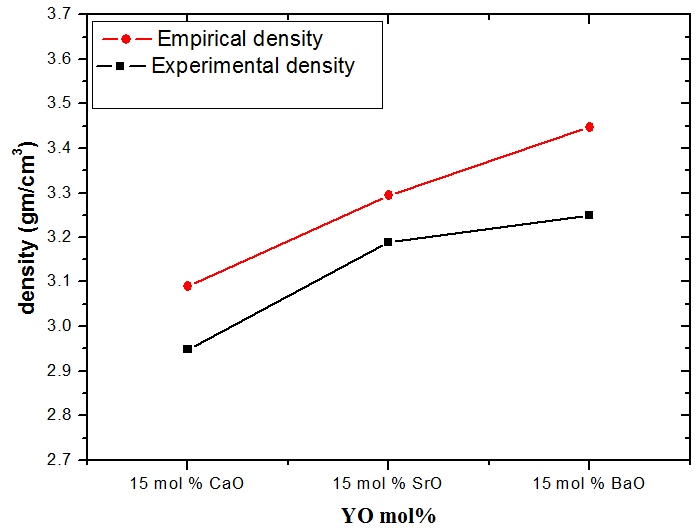 3.7
3.6
3.5
3.4
3.3
3.2
3.1
3.0
2.9
2.8
2.7
density (gm/cm³)
Empirical density
Experimental density
15 mol % CaO
15 mol % SrO
15 mol % BaO
YO mol%